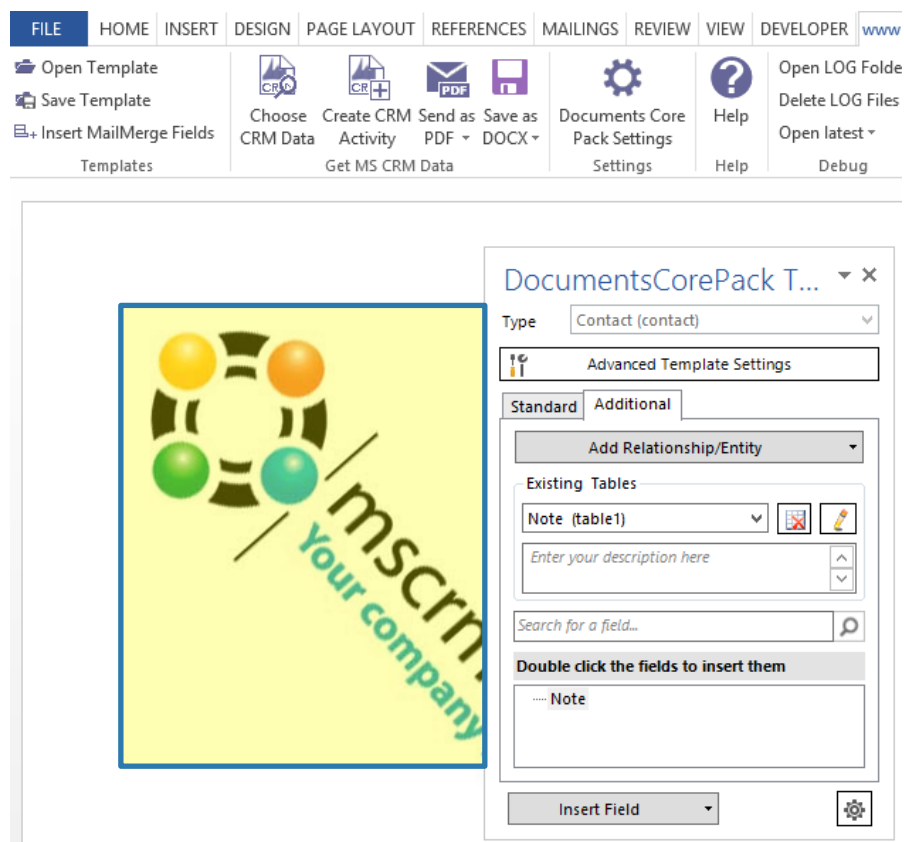 FILE HOME INSERT DESIGN PAGE LAYOUT REFERENCES MAILINGS REVIEW VIEW DEVELOPER www
Open Template
Save Template
Insert MailMerge Fields
Templates
Choose CRM Data
Create CRM Activity
Send as PDF
Save as DOCX
Get MS CRM Data
Documents Core Pack Settings
Settings
Help
Help
Open LOG Folde
Delete LOG Files
Open latest
Debug
mscrm
Your company
DocumentsCorePack T...
Type Contact (contact)
Advanced Template Settings
Standard Additional
Add Relationship/Entity
Existing Tables
Note (table1)
Enter your description here
Search for a field...
Double click the fields to insert them
Note
Insert Field